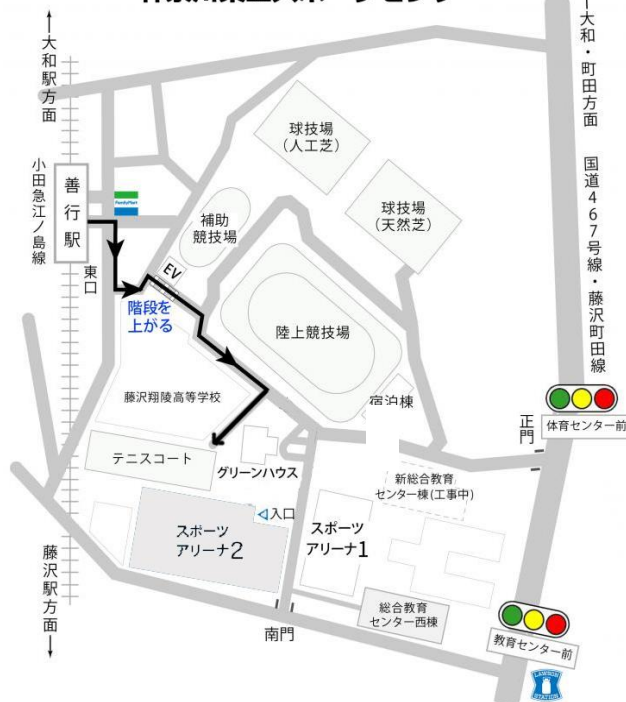 大和駅方面
大和・町田方面
国道467号線・藤沢町田線
小田急江ノ島線
善行駅
東口
FamilyMart
球技場
(人工芝)
球技場
(天然芝)
補助
競技場
EV
階段を
上がる
陸上競技場
藤沢翔陵高等学校
宿泊棟
正門
体育センター前
テニスコート
グリーンハウス
新総合教育
センター棟(工事中)
入口
スポーツ
アリーナ2
スポーツ
アリーナ1
総合教育
センター西棟
藤沢駅方面
南門
教育センター前
LAWSON
STATION